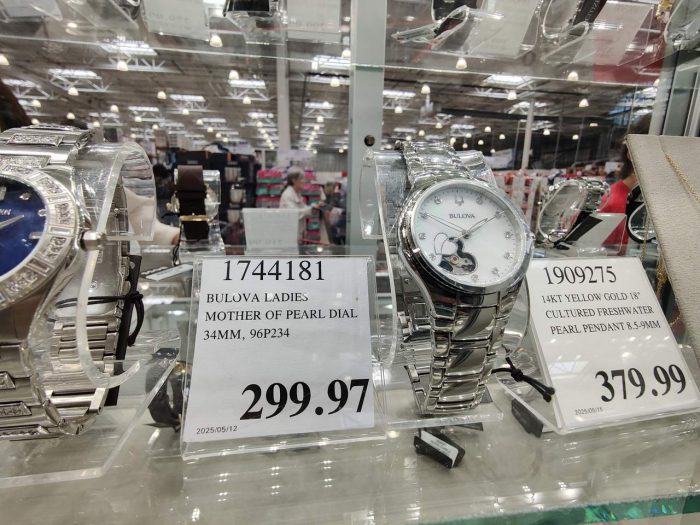 1744181
BULOVA LADIES
MOTHER OF PEARL DIAL
34MM, 96P234
299.97
2025/05/12
BULOVA
1909275
14KT YELLOW GOLD 18"
CULTURED FRESHWATER
PEARL PENDANT 8.5-9MM
379.99